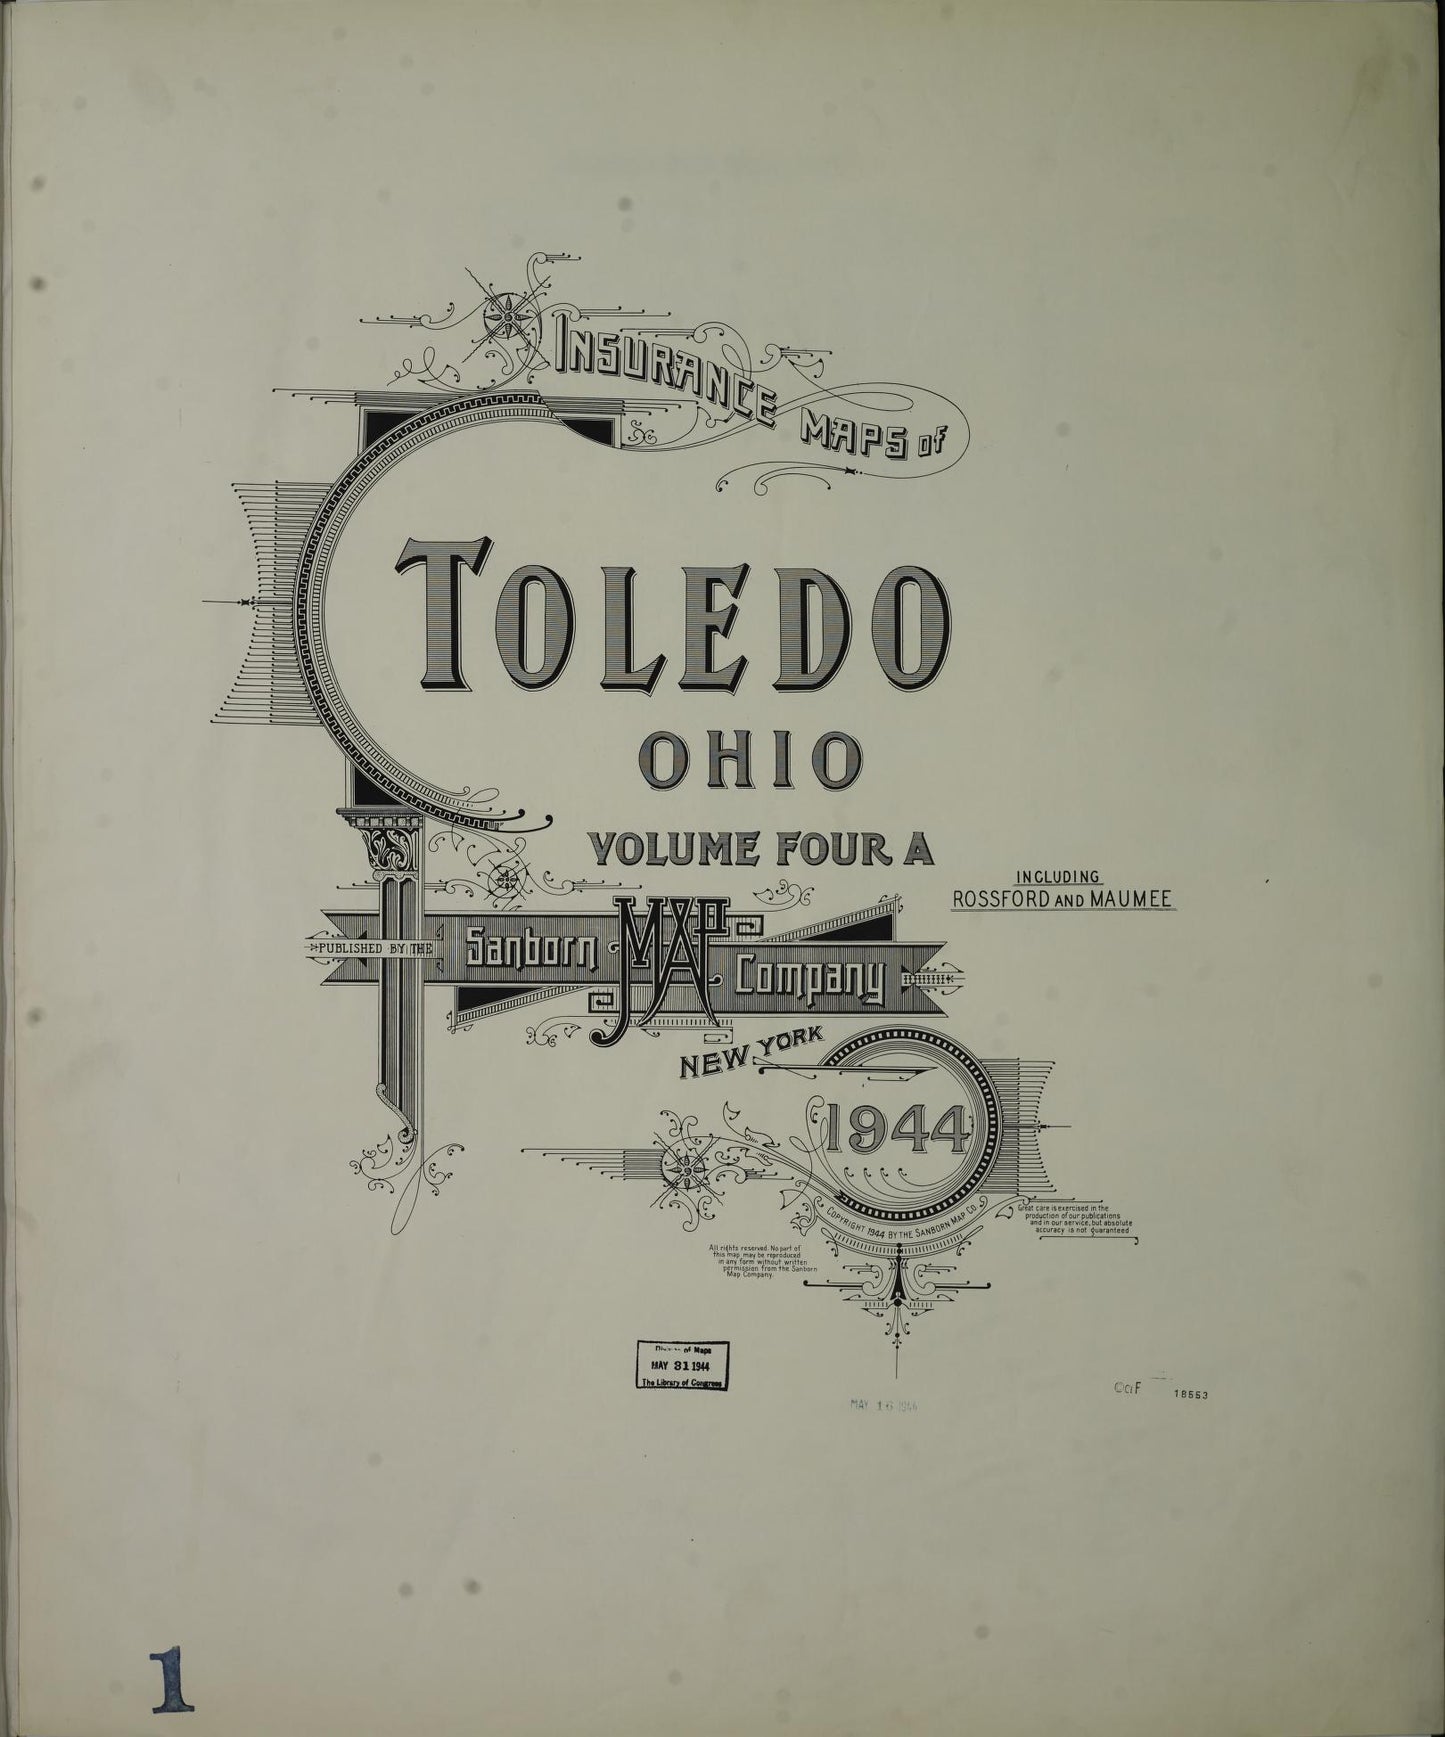 INSURANCE MAPS of
TOLEDO
OHIO
VOLUME FOUR A
INCLUDING
ROSSFORD AND MAUMEE
PUBLISHED BY THE
Sanborn MAP Company
NEW YORK
1944
COPYRIGHT 1944 BY THE SANBORN MAP CO.
Great care is exercised in the
production of our publications
and in our service, but absolute
accuracy is not guaranteed
All rights reserved. No part of
this map may be reproduced
in any form without written
permission from the Sanborn
Map Company.
of Maps
MAY 31 1944
The Library of Congress
MAY 16 1944
18553
1